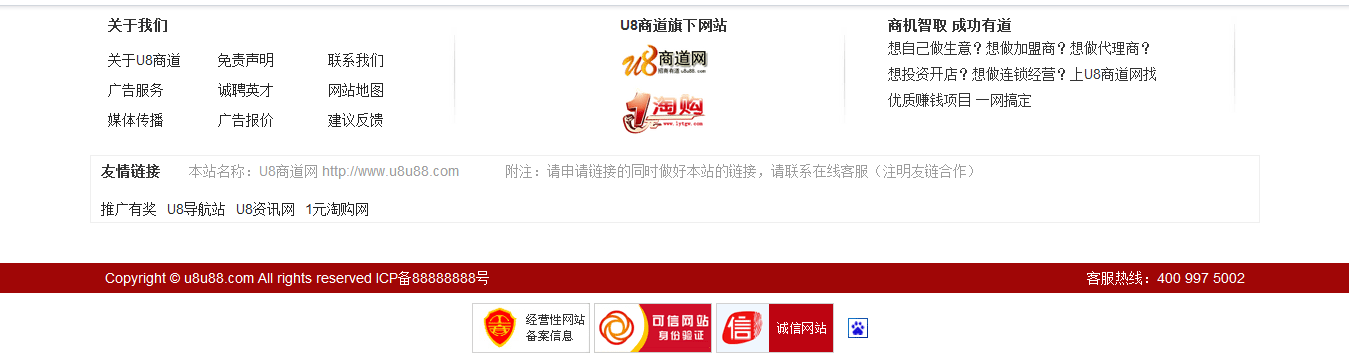 关于我们
关于U8商道 免责声明 联系我们
广告服务 诚聘英才 网站地图
媒体传播 广告报价 建议反馈
U8商道旗下网站
u8商道网
招商有道 u8u88.com
1淘购
www.1ytgw.com
商机智取 成功有道
想自己做生意？想做加盟商？想做代理商？
想投资开店？想做连锁经营？上U8商道网找
优质赚钱项目 一网搞定
友情链接 本站名称：U8商道网 http://www.u8u88.com 附注：请申请链接的同时做好本站的链接，请联系在线客服（注明友链合作）
推广有奖 U8导航站 U8资讯网 1元淘购网
Copyright © u8u88.com All rights reserved ICP备88888888号 客服热线：400 997 5002
经营性网站
备案信息
可信网站
身份验证
信 诚信网站